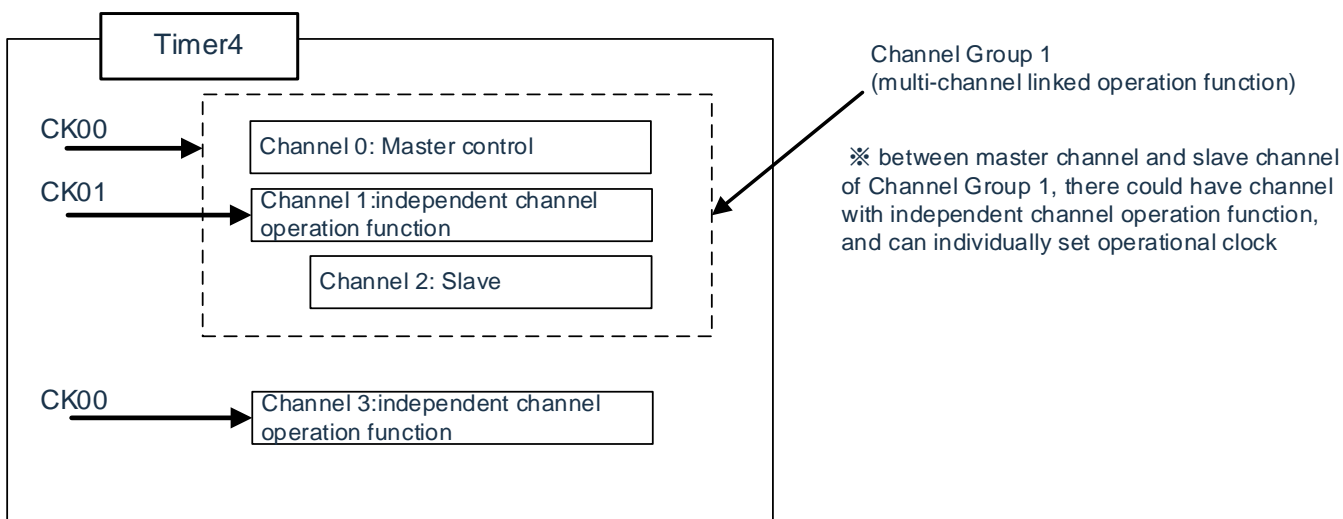 Timer4
Channel Group 1
(multi-channel linked operation function)
CK00
Channel 0: Master control
※ between master channel and slave channel
of Channel Group 1, there could have channel
with independent channel operation function,
and can individually set operational clock
CK01
Channel 1:independent channel
operation function
Channel 2: Slave
CK00
Channel 3:independent channel
operation function